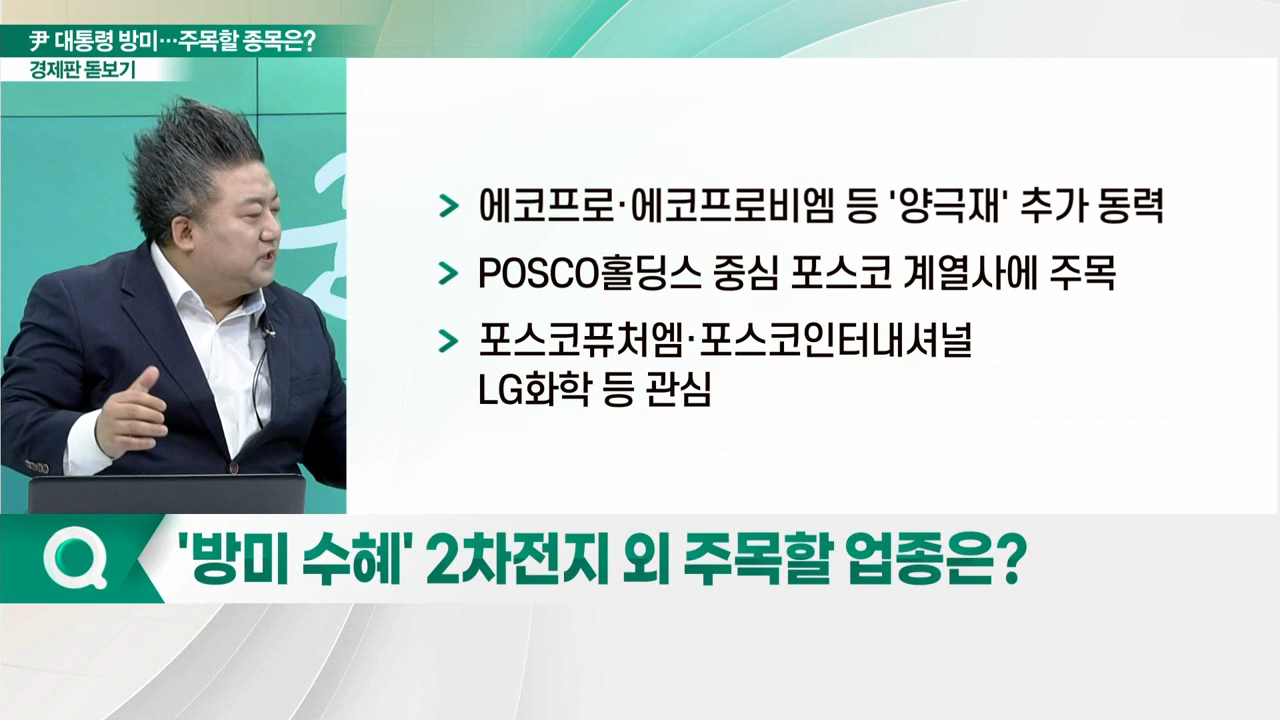 尹 대통령 방미…주목할 종목은?
경제판 돋보기
> 에코프로·에코프로비엠 등 '양극재' 추가 동력
> POSCO홀딩스 중심 포스코 계열사에 주목
> 포스코퓨처엠·포스코인터내셔널
LG화학 등 관심
Q '방미 수혜' 2차전지 외 주목할 업종은?